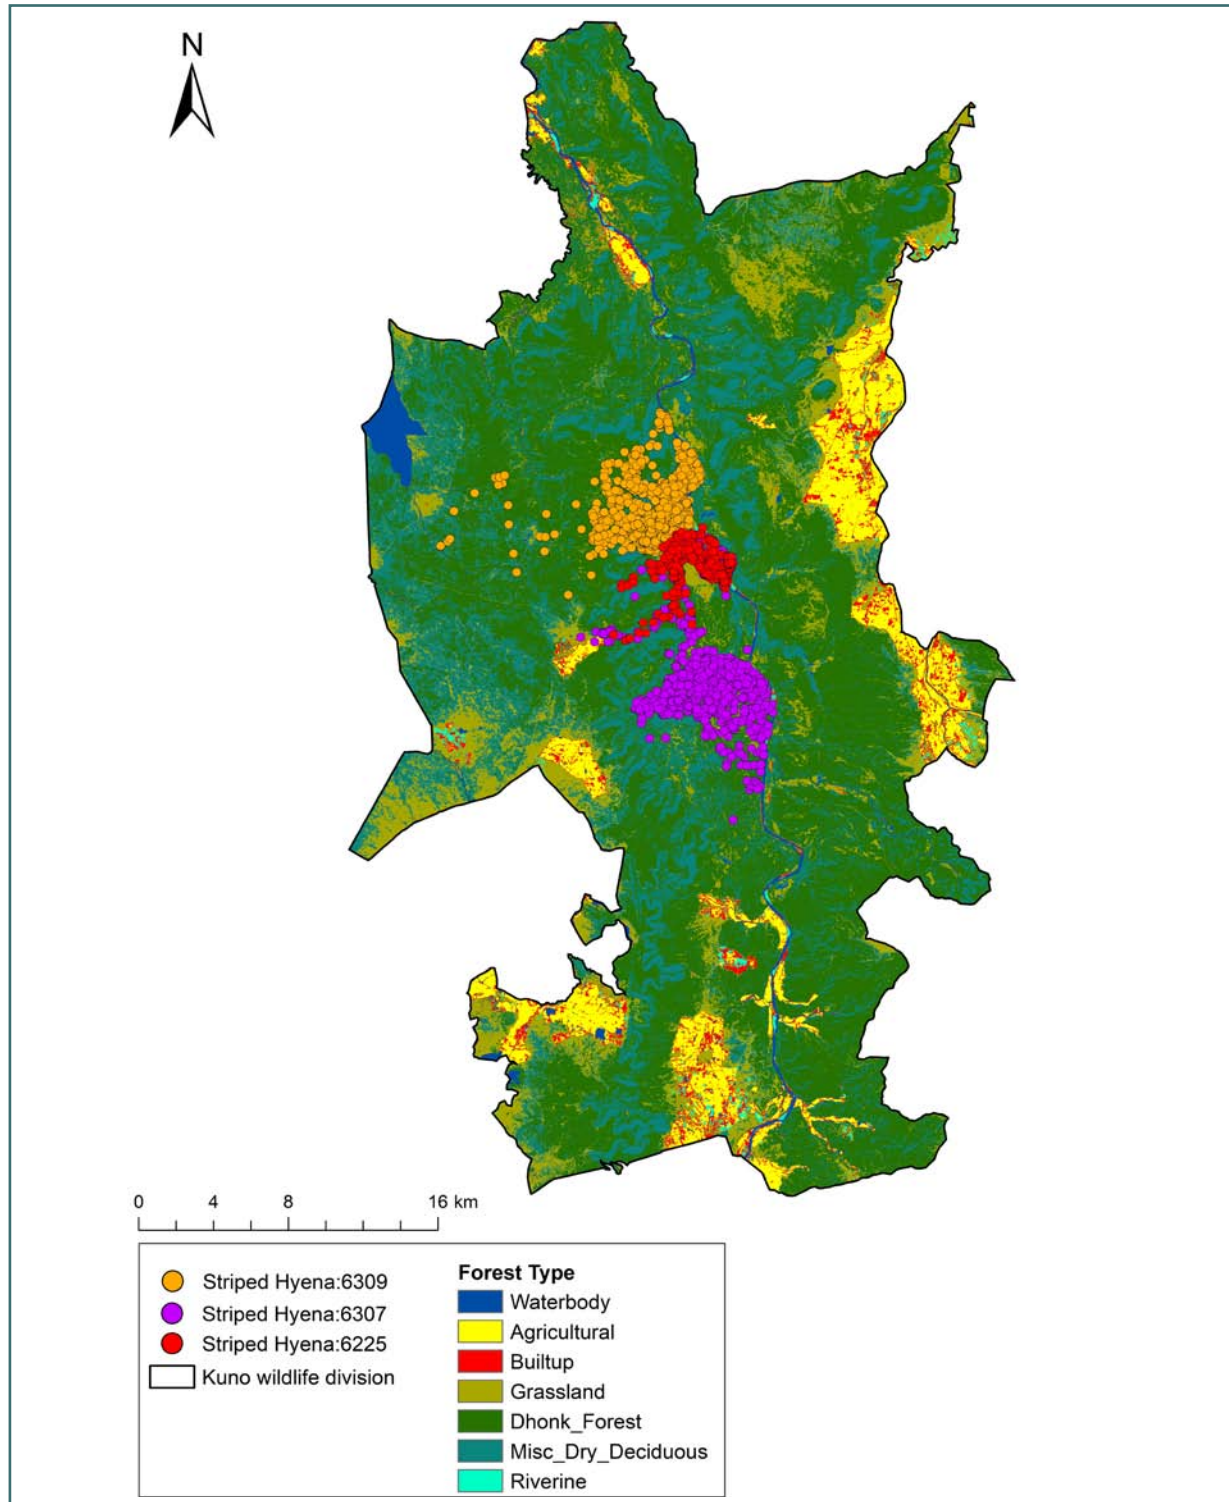 N
0 4 8 16 km
Striped Hyena:6309
Striped Hyena:6307
Striped Hyena:6225
Kuno wildlife division
Forest Type
Waterbody
Agricultural
Builtup
Grassland
Dhonk_Forest
Misc_Dry_Deciduous
Riverine